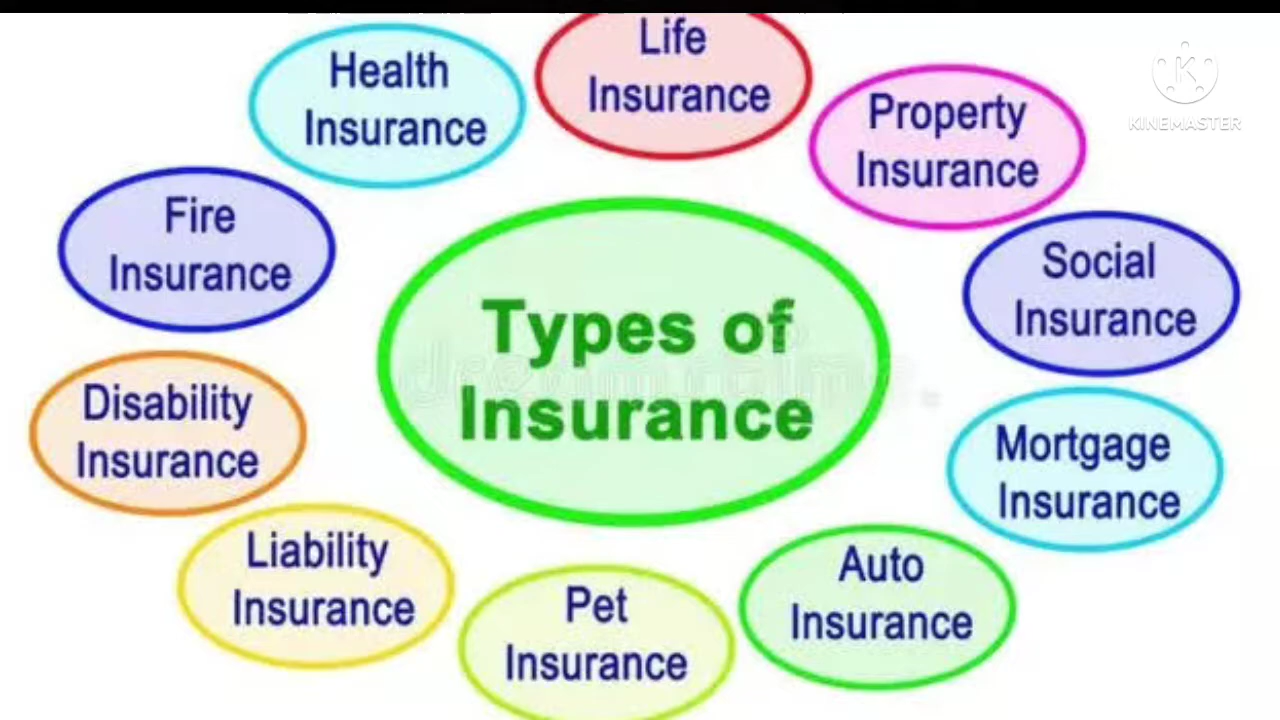 Types of
Insurance
Life
Insurance
Property
Insurance
Social
Insurance
Mortgage
Insurance
Auto
Insurance
Pet
Insurance
Liability
Insurance
Disability
Insurance
Fire
Insurance
Health
Insurance
K
KINEMASTER
dreamstime.